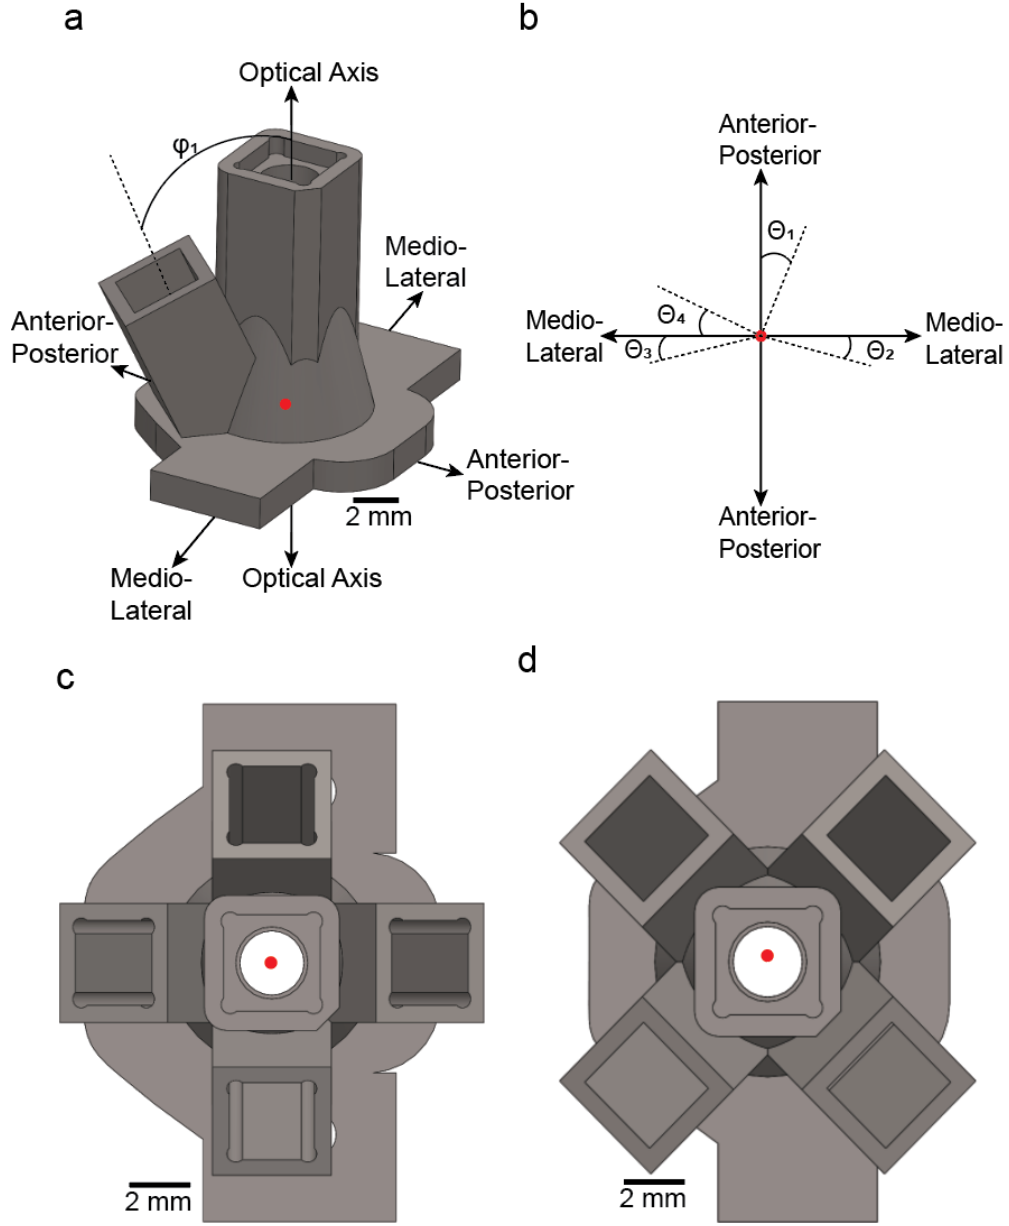 a
Optical Axis
φ₁
Medio-
Lateral
Anterior-
Posterior
Anterior-
Posterior
2 mm
Medio-
Lateral
Optical Axis
b
Anterior-
Posterior
Θ₁
Medio-
Lateral
Θ₄
Θ₃
Θ₂
Medio-
Lateral
Anterior-
Posterior
c
2 mm
d
2 mm